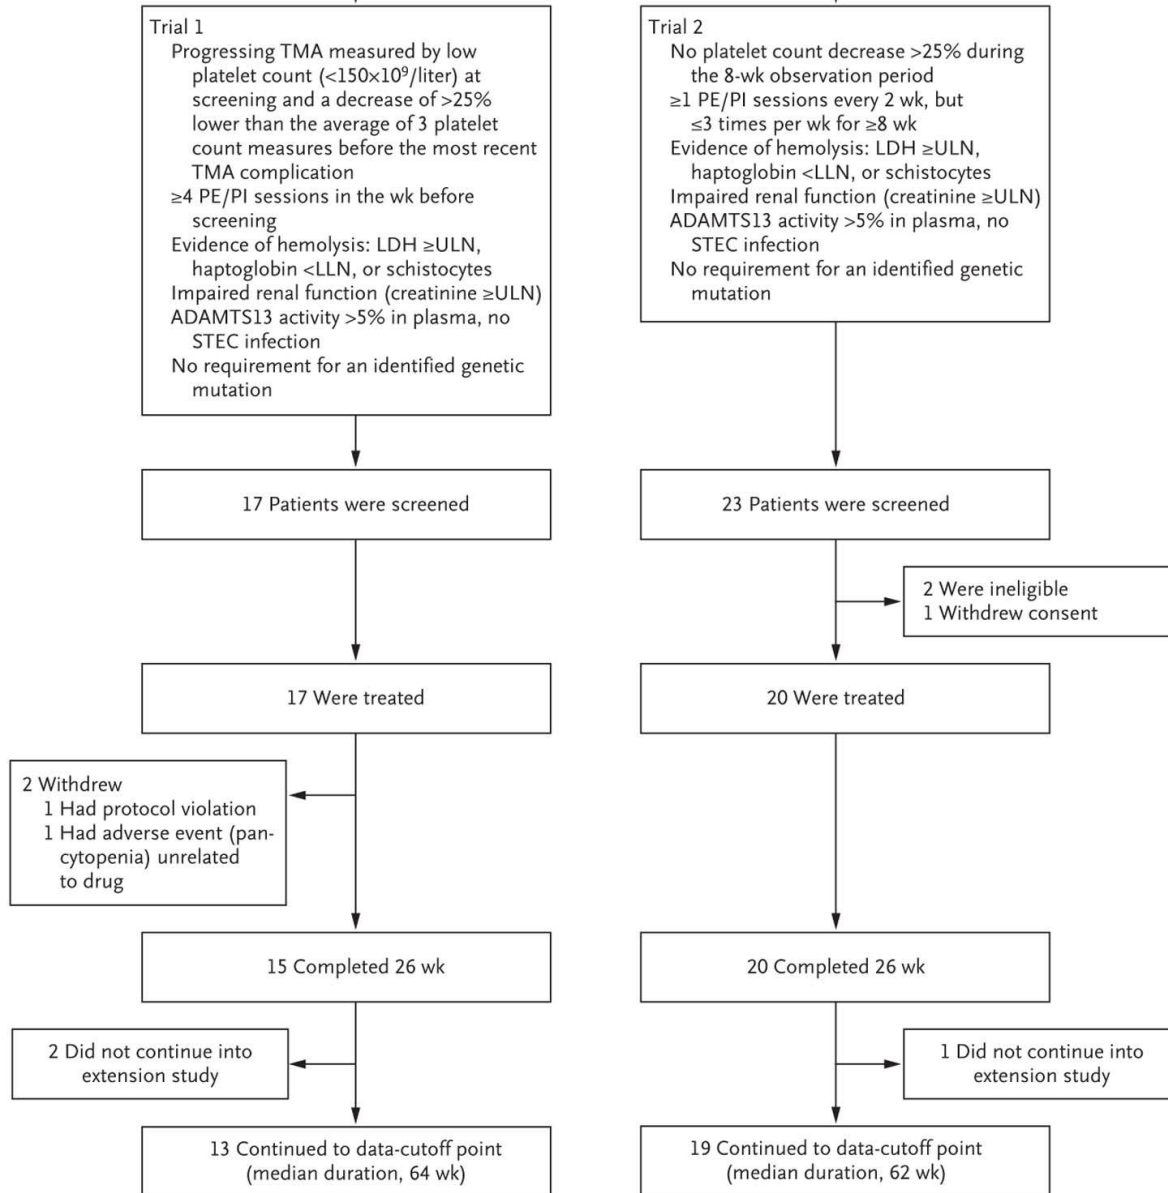 Trial 1
Progressing TMA measured by low
platelet count (<150×10⁹/liter) at
screening and a decrease of >25%
lower than the average of 3 platelet
count measures before the most recent
TMA complication
≥4 PE/PI sessions in the wk before
screening
Evidence of hemolysis: LDH ≥ULN,
haptoglobin <LLN, or schistocytes
Impaired renal function (creatinine ≥ULN)
ADAMTS13 activity >5% in plasma, no
STEC infection
No requirement for an identified genetic
mutation
Trial 2
No platelet count decrease >25% during
the 8-wk observation period
≥1 PE/PI sessions every 2 wk, but
≤3 times per wk for ≥8 wk
Evidence of hemolysis: LDH ≥ULN,
haptoglobin <LLN, or schistocytes
Impaired renal function (creatinine ≥ULN)
ADAMTS13 activity >5% in plasma, no
STEC infection
No requirement for an identified genetic
mutation
17 Patients were screened
23 Patients were screened
2 Were ineligible
1 Withdrew consent
17 Were treated
20 Were treated
2 Withdrew
1 Had protocol violation
1 Had adverse event (pan-
cytopenia) unrelated
to drug
15 Completed 26 wk
20 Completed 26 wk
2 Did not continue into
extension study
1 Did not continue into
extension study
13 Continued to data-cutoff point
(median duration, 64 wk)
19 Continued to data-cutoff point
(median duration, 62 wk)